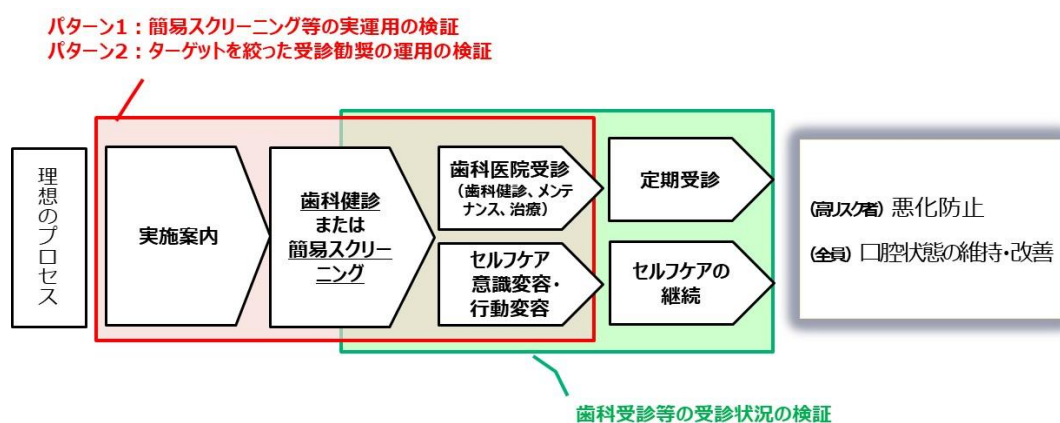 パターン1：簡易スクリーニング等の実運用の検証
パターン2：ターゲットを絞った受診勧奨の運用の検証
理想のプロセス
実施案内
歯科健診
または
簡易スクリー
ニング
歯科医院受診
（歯科健診、メンテ
ナンス、治療）
セルフケア
意識変容・
行動変容
定期受診
セルフケアの
継続
(高リスク者) 悪化防止
(全員) 口腔状態の維持・改善
歯科受診等の受診状況の検証